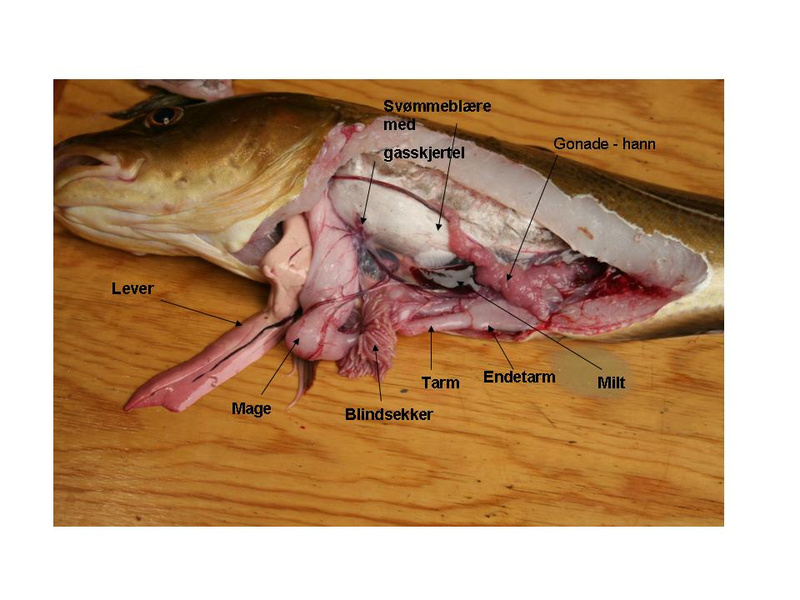 Svømmeblære
med
gasskjertel
Gonade - hann
Lever
Mage
Blindsekker
Tarm
Endetarm
Milt